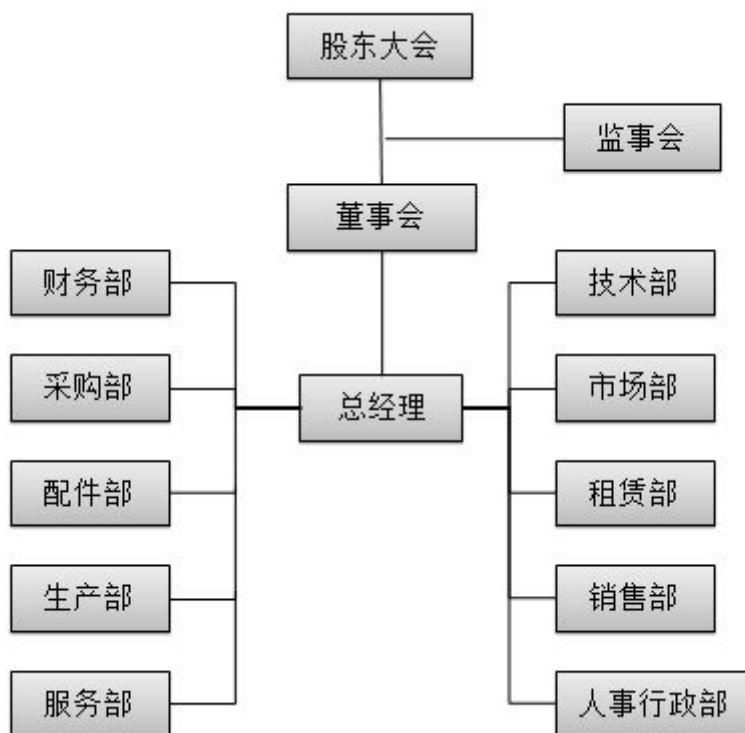 股东大会
监事会
董事会
财务部
技术部
总经理
采购部
市场部
配件部
租赁部
生产部
销售部
服务部
人事行政部